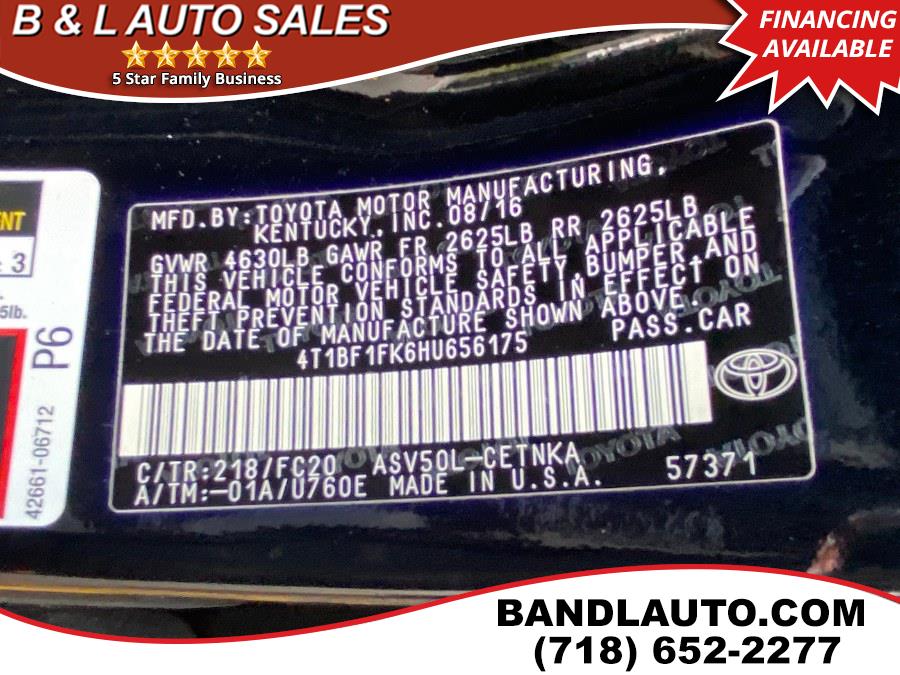 B & L AUTO SALES
5 Star Family Business
FINANCING
AVAILABLE
MFD.BY:TOYOTA MOTOR MANUFACTURING,
KENTUCKY,INC.08/16
GVWR 4630LB GAWR FR 2625LB RR 2625LB
THIS VEHICLE CONFORMS TO ALL APPLICABLE
FEDERAL MOTOR VEHICLE SAFETY,BUMPER,AND
THEFT PREVENTION STANDARDS IN EFFECT ON
THE DATE OF MANUFACTURE SHOWN ABOVE.
4T1BF1FK6HU656175 PASS.CAR
C/TR:218/FC20 ASV50L-CETNKA
A/TM:-01A/U760E MADE IN U.S.A. 57371
3
5lb.
P6
42661-06712
BANDLAUTO.COM
(718) 652-2277